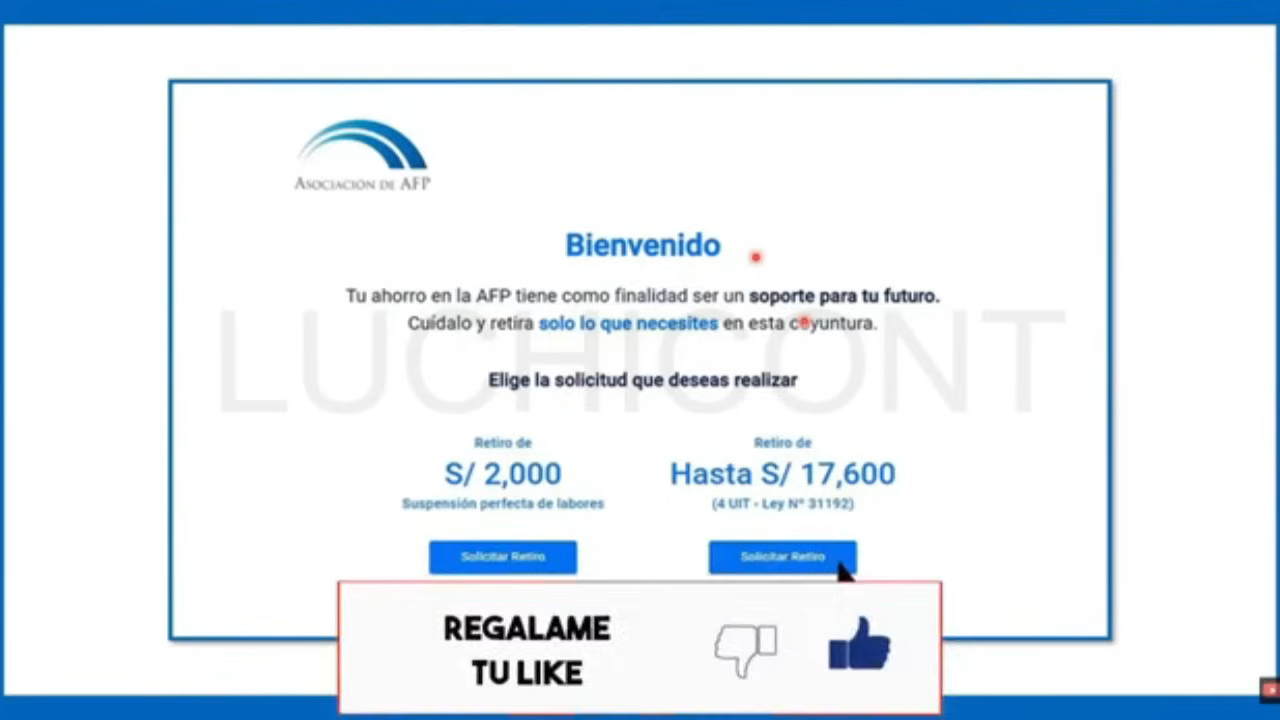 ASOCIACIÓN DE AFP
Bienvenido
Tu ahorro en la AFP tiene como finalidad ser un soporte para tu futuro.
Cuídalo y retira solo lo que necesites en esta coyuntura.
LUCHICONT
Elige la solicitud que deseas realizar
Retiro de
S/ 2,000
Suspensión perfecta de labores
Solicitar Retiro
Retiro de
Hasta S/ 17,600
(4 UIT - Ley Nº 31192)
Solicitar Retiro
REGALAME
TU LIKE